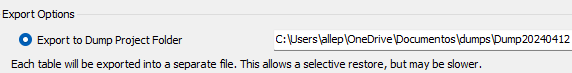 Export Options
Export to Dump Project Folder C:\Users\allep\OneDrive\Documentos\dumps\Dump20240412
Each table will be exported into a separate file. This allows a selective restore, but may be slower.